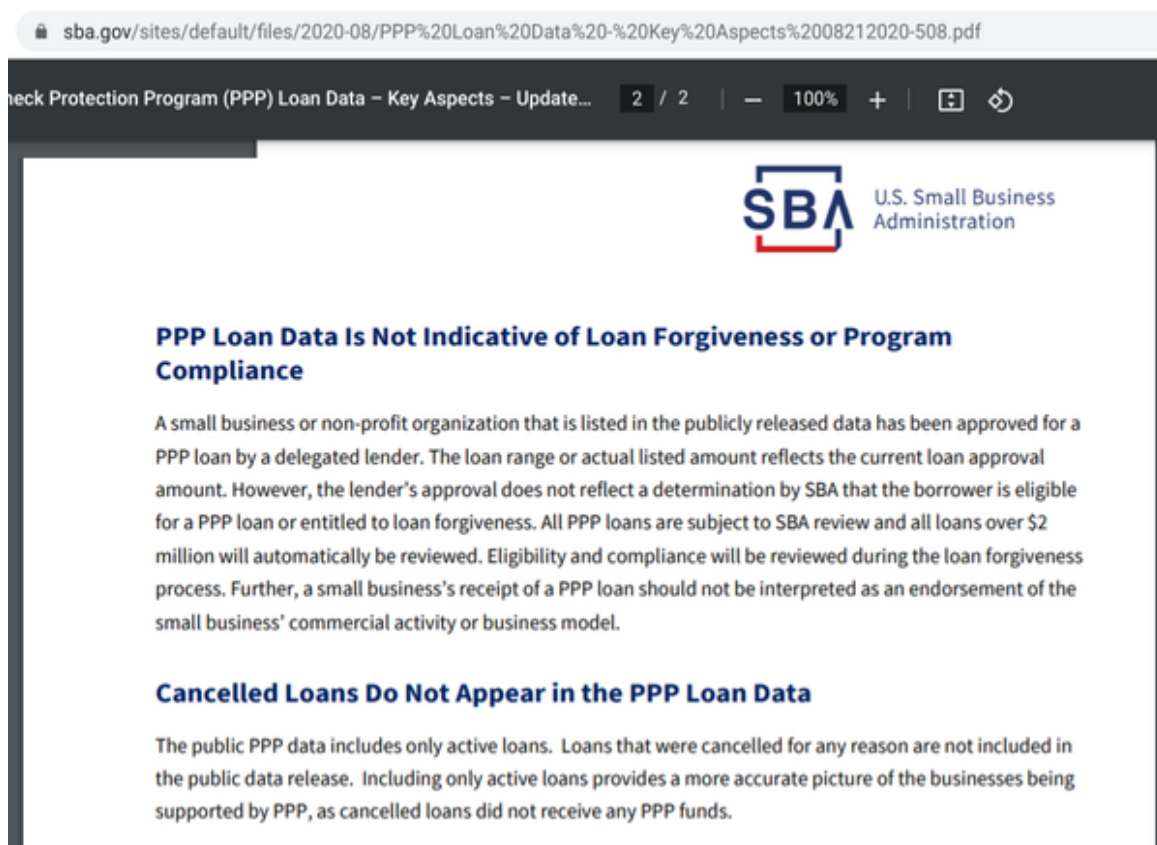 sba.gov/sites/default/files/2020-08/PPP%20Loan%20Data%20-%20Key%20Aspects%2008212020-508.pdf
heck Protection Program (PPP) Loan Data – Key Aspects – Update... 2 / 2 | — 100% + |
SBA U.S. Small Business
Administration
PPP Loan Data Is Not Indicative of Loan Forgiveness or Program
Compliance
A small business or non-profit organization that is listed in the publicly released data has been approved for a
PPP loan by a delegated lender. The loan range or actual listed amount reflects the current loan approval
amount. However, the lender's approval does not reflect a determination by SBA that the borrower is eligible
for a PPP loan or entitled to loan forgiveness. All PPP loans are subject to SBA review and all loans over $2
million will automatically be reviewed. Eligibility and compliance will be reviewed during the loan forgiveness
process. Further, a small business's receipt of a PPP loan should not be interpreted as an endorsement of the
small business' commercial activity or business model.
Cancelled Loans Do Not Appear in the PPP Loan Data
The public PPP data includes only active loans.  Loans that were cancelled for any reason are not included in
the public data release.  Including only active loans provides a more accurate picture of the businesses being
supported by PPP, as cancelled loans did not receive any PPP funds.